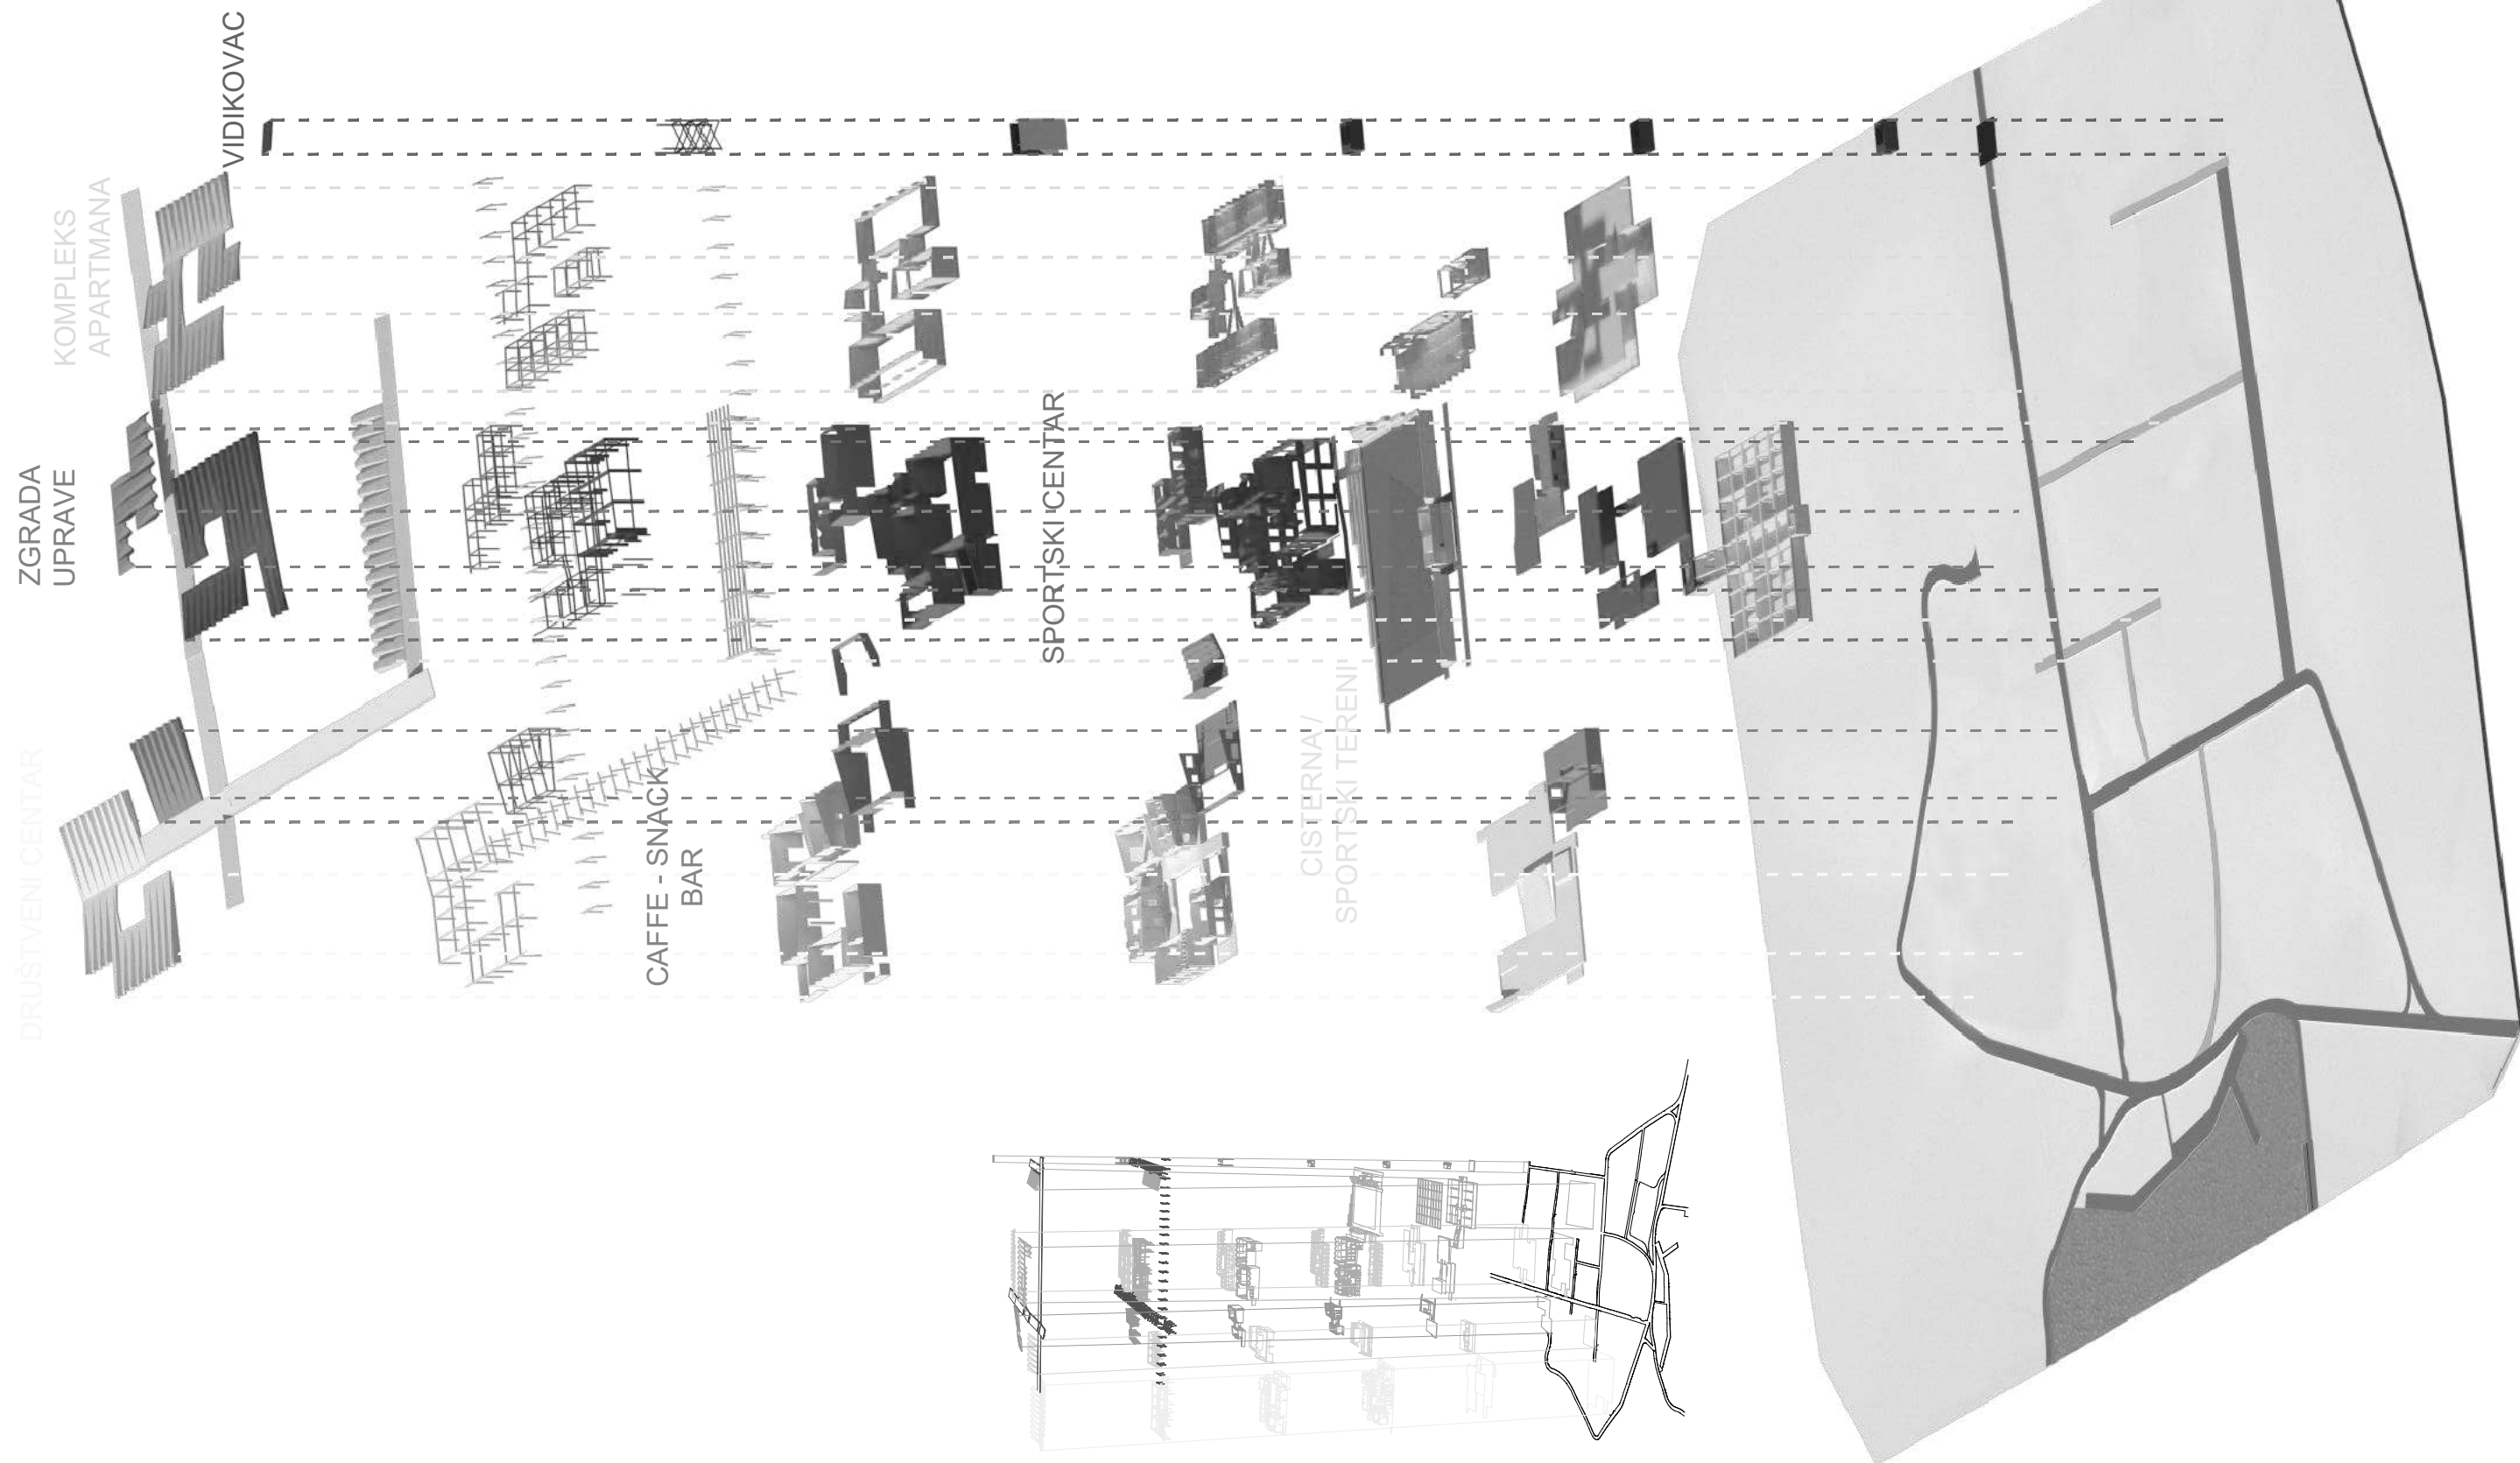 VIDIKOVAC
KOMPLEKS
APARTMANA
ZGRADA
UPRAVE
SPORTSKI CENTAR
DRUŠTVENI CENTAR
CAFFE - SNACK
BAR
CISTERNA/
SPORTSKI TERENI